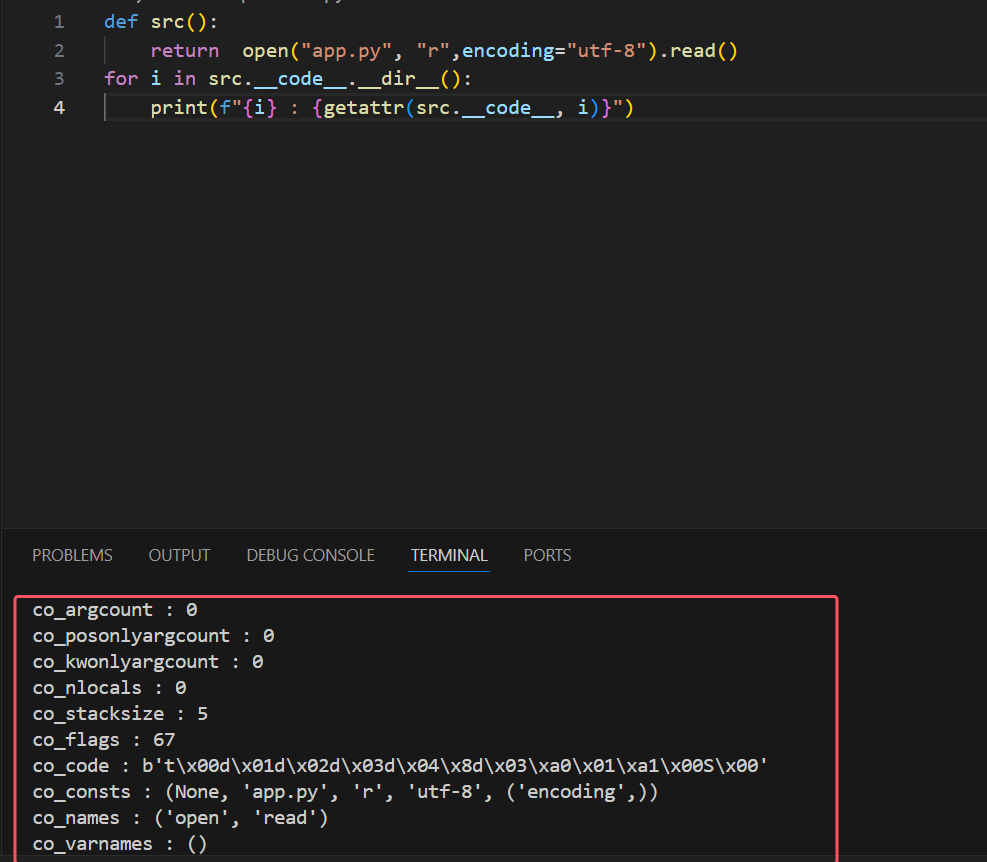 1 def src():
2     return  open("app.py", "r",encoding="utf-8").read()
3 for i in src.__code__.__dir__():
4     print(f"{i} : {getattr(src.__code__, i)}")
PROBLEMS OUTPUT DEBUG CONSOLE TERMINAL PORTS
co_argcount : 0
co_posonlyargcount : 0
co_kwonlyargcount : 0
co_nlocals : 0
co_stacksize : 5
co_flags : 67
co_code : b't\x00d\x01d\x02d\x03d\x04\x8d\x03\xa0\x01\xa1\x00S\x00'
co_consts : (None, 'app.py', 'r', 'utf-8', ('encoding',))
co_names : ('open', 'read')
co_varnames : ()